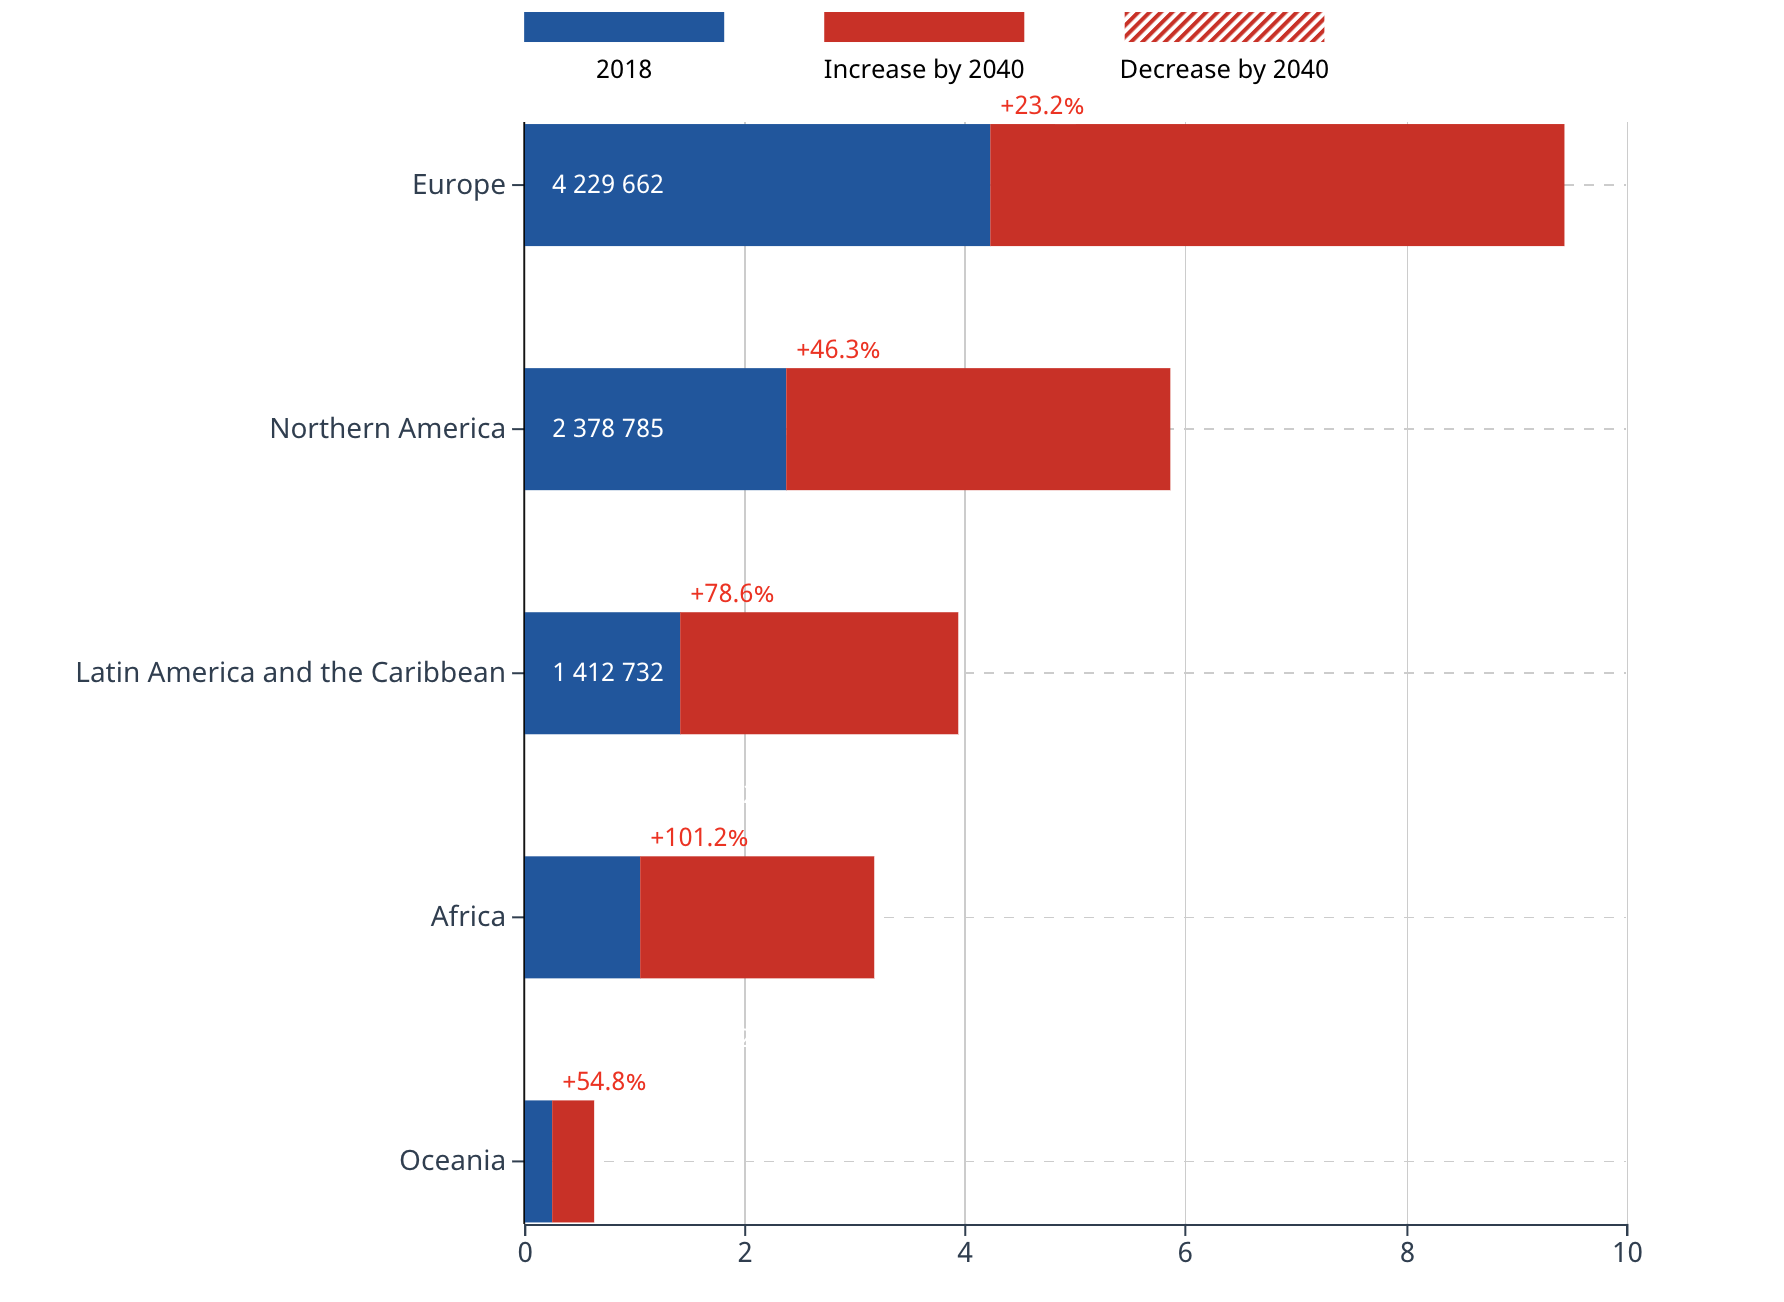 2018
Increase by 2040
Decrease by 2040
+23.2%
Europe
4 229 662
+46.3%
Northern America
2 378 785
+78.6%
Latin America and the Caribbean
1 412 732
+101.2%
Africa
+54.8%
Oceania
0 2 4 6 8 10